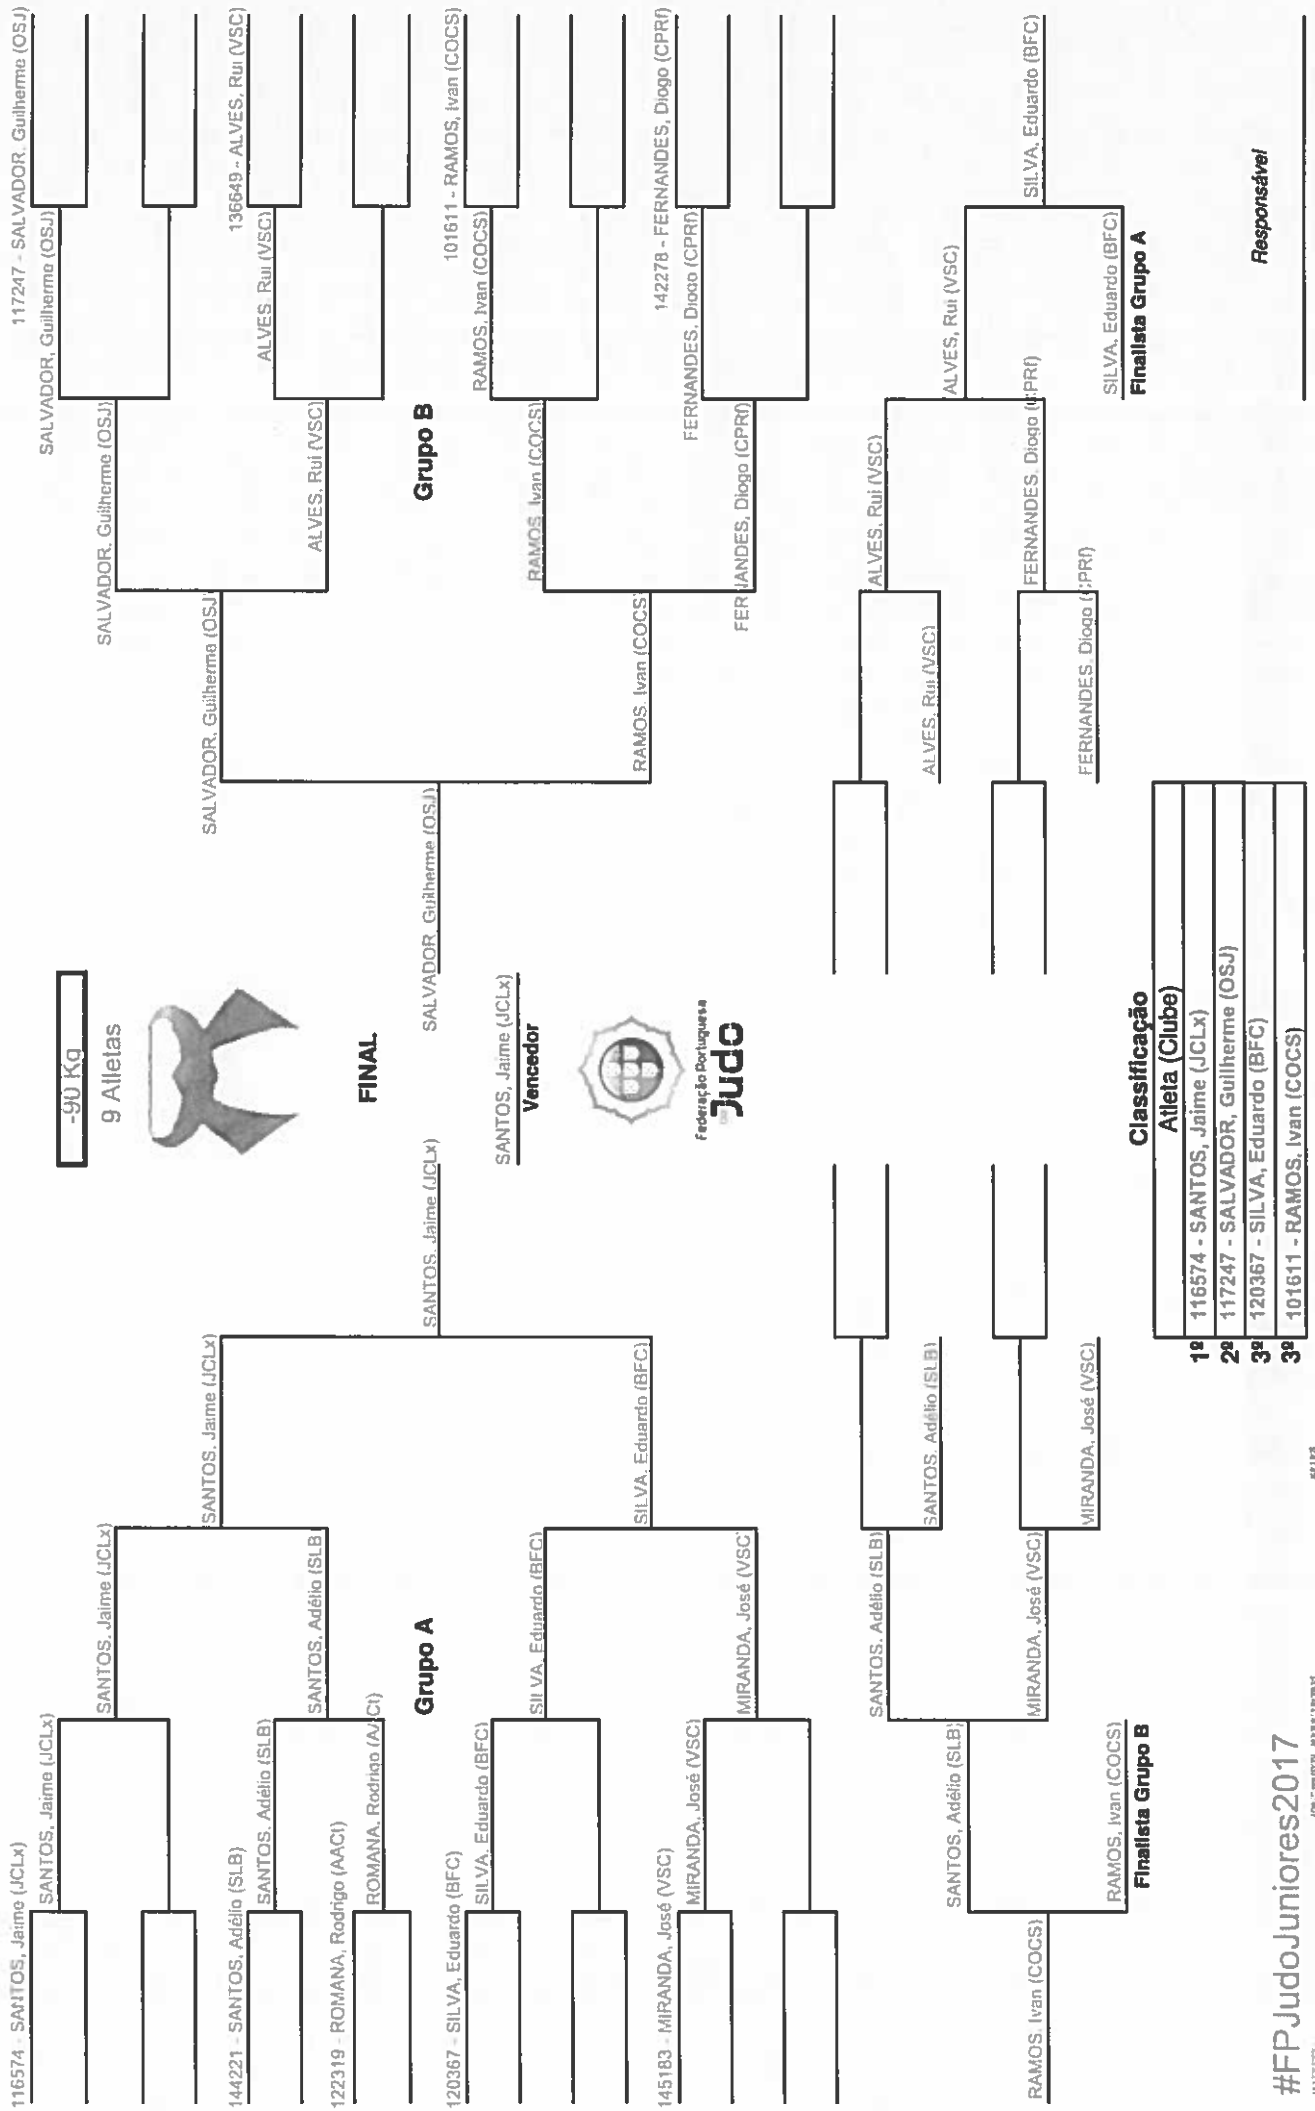 -90 Kg
9 Atletas
FINAL
116574 - SANTOS, Jaime (JCLx)
SANTOS, Jaime (JCLx)
SANTOS, Jaime (JCLx)
SANTOS, Jaime (JCLx)
SANTOS, Jaime (JCLx)
144221 - SANTOS, Adélio (SLB)
SANTOS, Adélio (SLB)
SANTOS, Adélio (SLB
122319 - ROMANA, Rodrigo (AACt)
ROMANA, Rodrigo (AACt)
Grupo A
120367 - SILVA, Eduardo (BFC)
SILVA, Eduardo (BFC)
SILVA, Eduardo (BFC)
SILVA, Eduardo (BFC)
145183 - MIRANDA, José (VSC)
MIRANDA, José (VSC)
MIRANDA, José (VSC)
SANTOS, Jaime (JCLx)
Vencedor
Federação Portuguesa
Judo
117247 - SALVADOR, Guilherme (OSJ)
SALVADOR, Guilherme (OSJ)
SALVADOR, Guilherme (OSJ)
SALVADOR, Guilherme (OSJ)
SALVADOR, Guilherme (OSJ)
136649 - ALVES, Rui (VSC)
ALVES, Rui (VSC)
ALVES, Rui (VSC)
Grupo B
101611 - RAMOS, Ivan (COCS)
RAMOS, Ivan (COCS)
RAMOS, Ivan (COCS)
RAMOS, Ivan (COCS)
142278 - FERNANDES, Diogo (CPRf)
FERNANDES, Diogo (CPRf)
FERNANDES, Diogo (CPRf)
SANTOS, Adélio (SLB)
SANTOS, Adélio (SLB)
SANTOS, Adélio (SLB)
MIRANDA, José (VSC)
MIRANDA, José (VSC)
RAMOS, Ivan (COCS)
RAMOS, Ivan (COCS)
Finalista Grupo B
ALVES, Rui (VSC)
ALVES, Rui (VSC)
ALVES, Rui (VSC)
FERNANDES, Diogo (CPRf)
FERNANDES, Diogo (CPRf)
SILVA, Eduardo (BFC)
SILVA, Eduardo (BFC)
Finalista Grupo A
Classificação
Atleta (Clube)
1º 116574 - SANTOS, Jaime (JCLx)
2º 117247 - SALVADOR, Guilherme (OSJ)
3º 120367 - SILVA, Eduardo (BFC)
3º 101611 - RAMOS, Ivan (COCS)
Responsável
#FPJudoJuniores2017